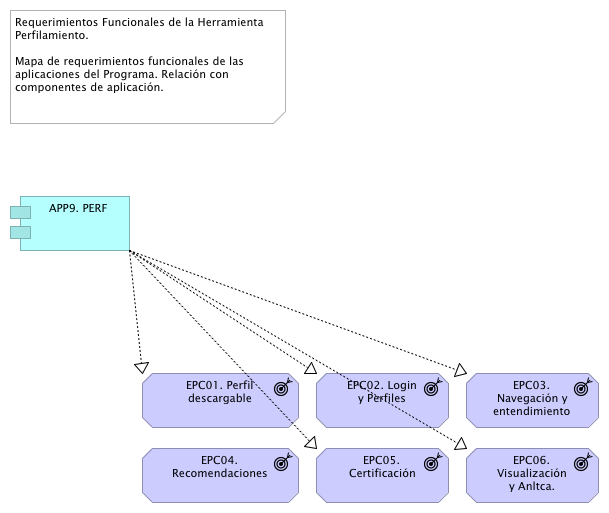 Requerimientos Funcionales de la Herramienta
Perfilamiento.
Mapa de requerimientos funcionales de las
aplicaciones del Programa. Relación con
componentes de aplicación.
APP9. PERF
EPC01. Perfil
descargable
EPC02. Login
y Perfiles
EPC03.
Navegación y
entendimiento
EPC04.
Recomendaciones
EPC05.
Certificación
EPC06.
Visualización
y Anltca.